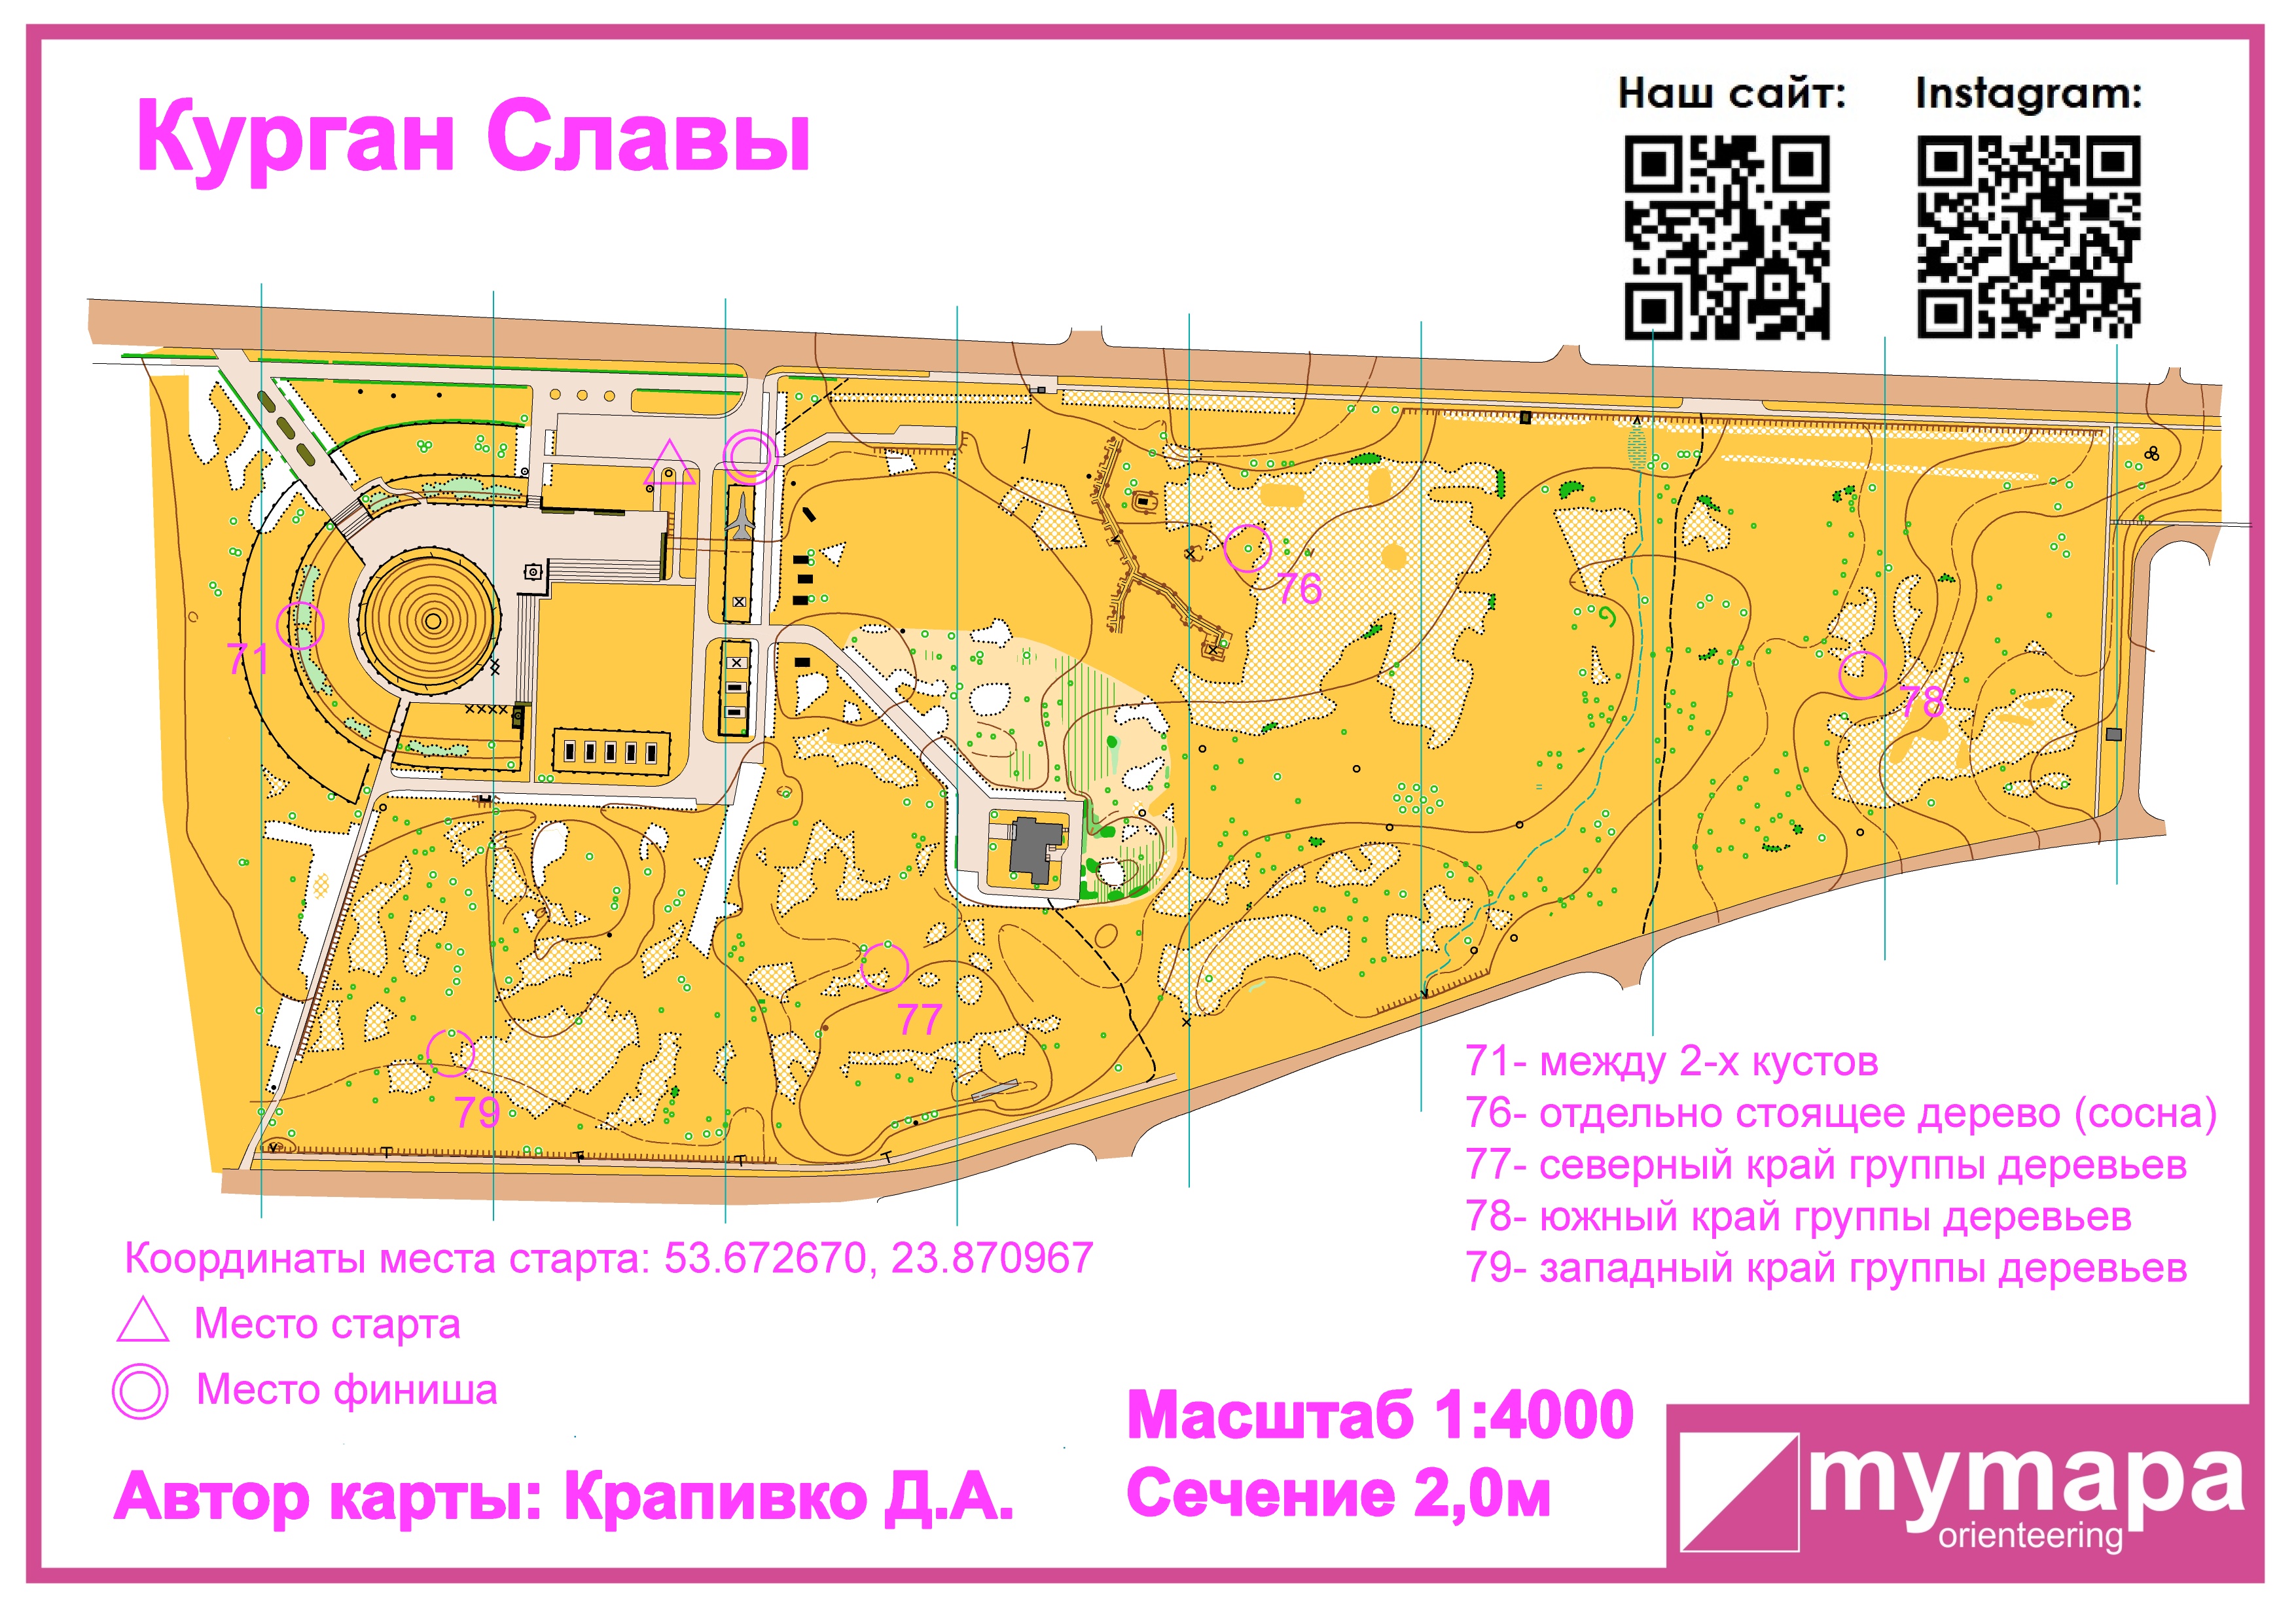 Курган Славы
Наш сайт:
Instagram:
71
76
78
77
79
71- между 2-х кустов
76- отдельно стоящее дерево (сосна)
77- северный край группы деревьев
78- южный край группы деревьев
79- западный край группы деревьев
Координаты места старта: 53.672670, 23.870967
Место старта
Место финиша
Автор карты: Крапивко Д.А.
Масштаб 1:4000
Сечение 2,0м
mymapa
orienteering